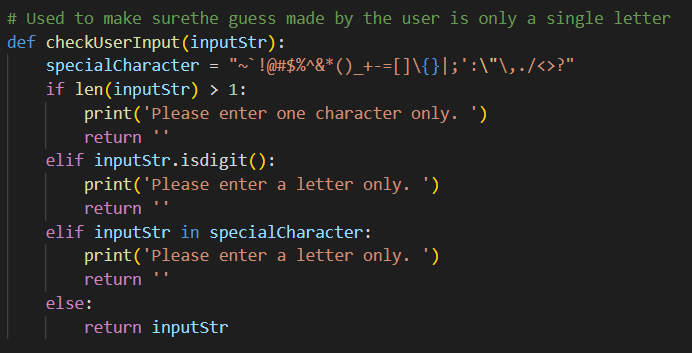 # Used to make surethe guess made by the user is only a single letter
def checkUserInput(inputStr):
    specialCharacter = "~`!@#$%^&*()_+-=[]\{}|;':\"\,./<>?"
    if len(inputStr) > 1:
        print('Please enter one character only. ')
        return ''
    elif inputStr.isdigit():
        print('Please enter a letter only. ')
        return ''
    elif inputStr in specialCharacter:
        print('Please enter a letter only. ')
        return ''
    else:
        return inputStr